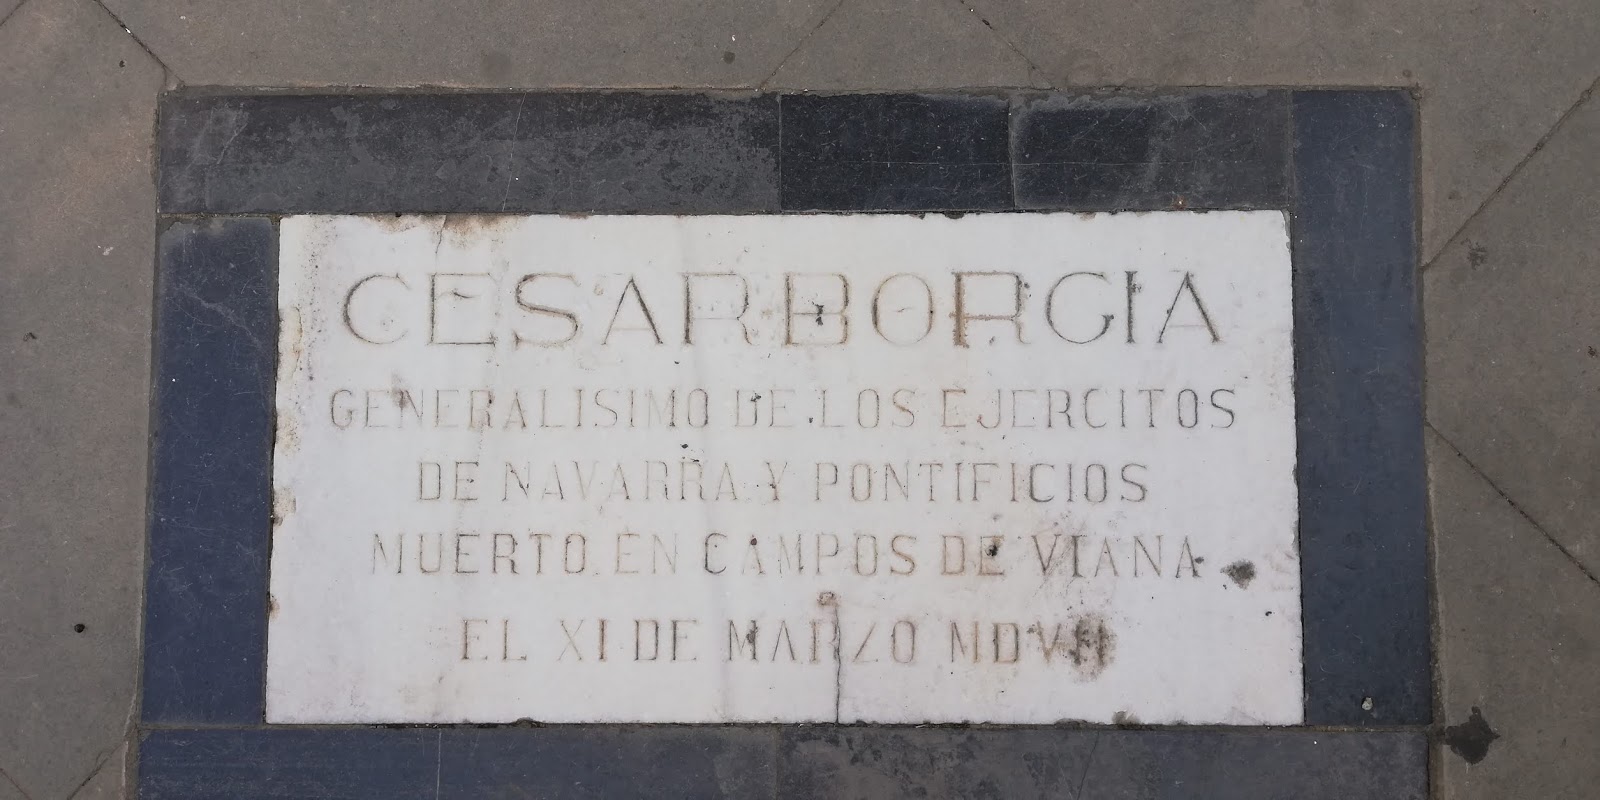 CESAR BORGIA
GENERALISIMO DE LOS EJERCITOS
DE NAVARRA Y PONTIFICIOS
MUERTO EN CAMPOS DE VIANA
EL XI DE MARZO MDVII